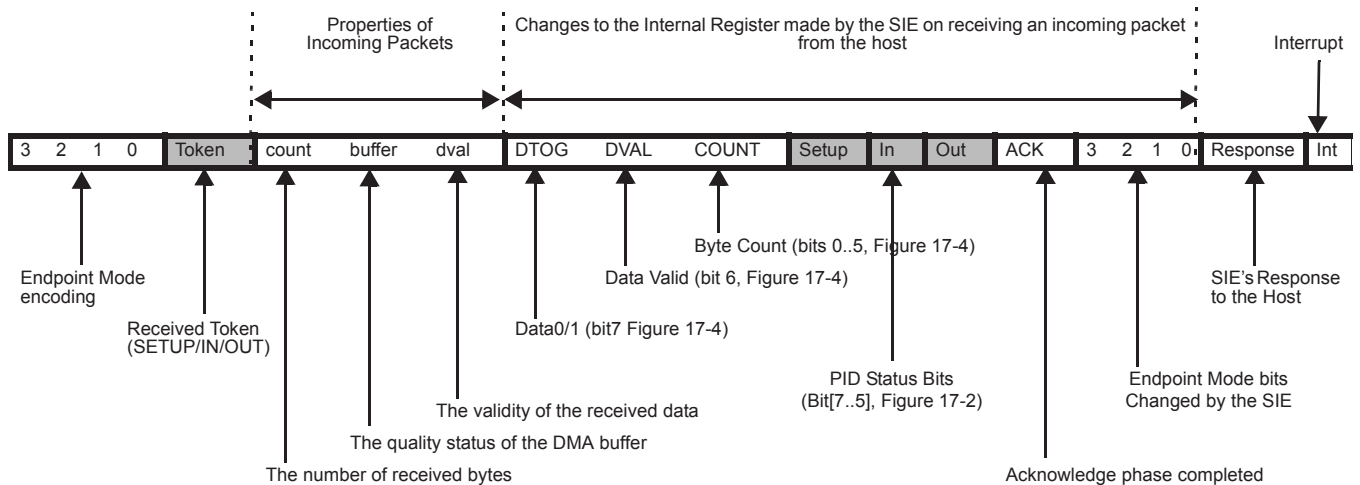 Properties of
Incoming Packets
Changes to the Internal Register made by the SIE on receiving an incoming packet
from the host
Interrupt
3 2 1 0 Token count buffer dval DTOG DVAL COUNT Setup In Out ACK 3 2 1 0 Response Int
Byte Count (bits 0..5, Figure 17-4)
Endpoint Mode
encoding
Data Valid (bit 6, Figure 17-4)
SIE's Response
to the Host
Received Token
(SETUP/IN/OUT)
Data0/1 (bit7 Figure 17-4)
PID Status Bits
(Bit[7..5], Figure 17-2)
Endpoint Mode bits
Changed by the SIE
The validity of the received data
The quality status of the DMA buffer
The number of received bytes
Acknowledge phase completed